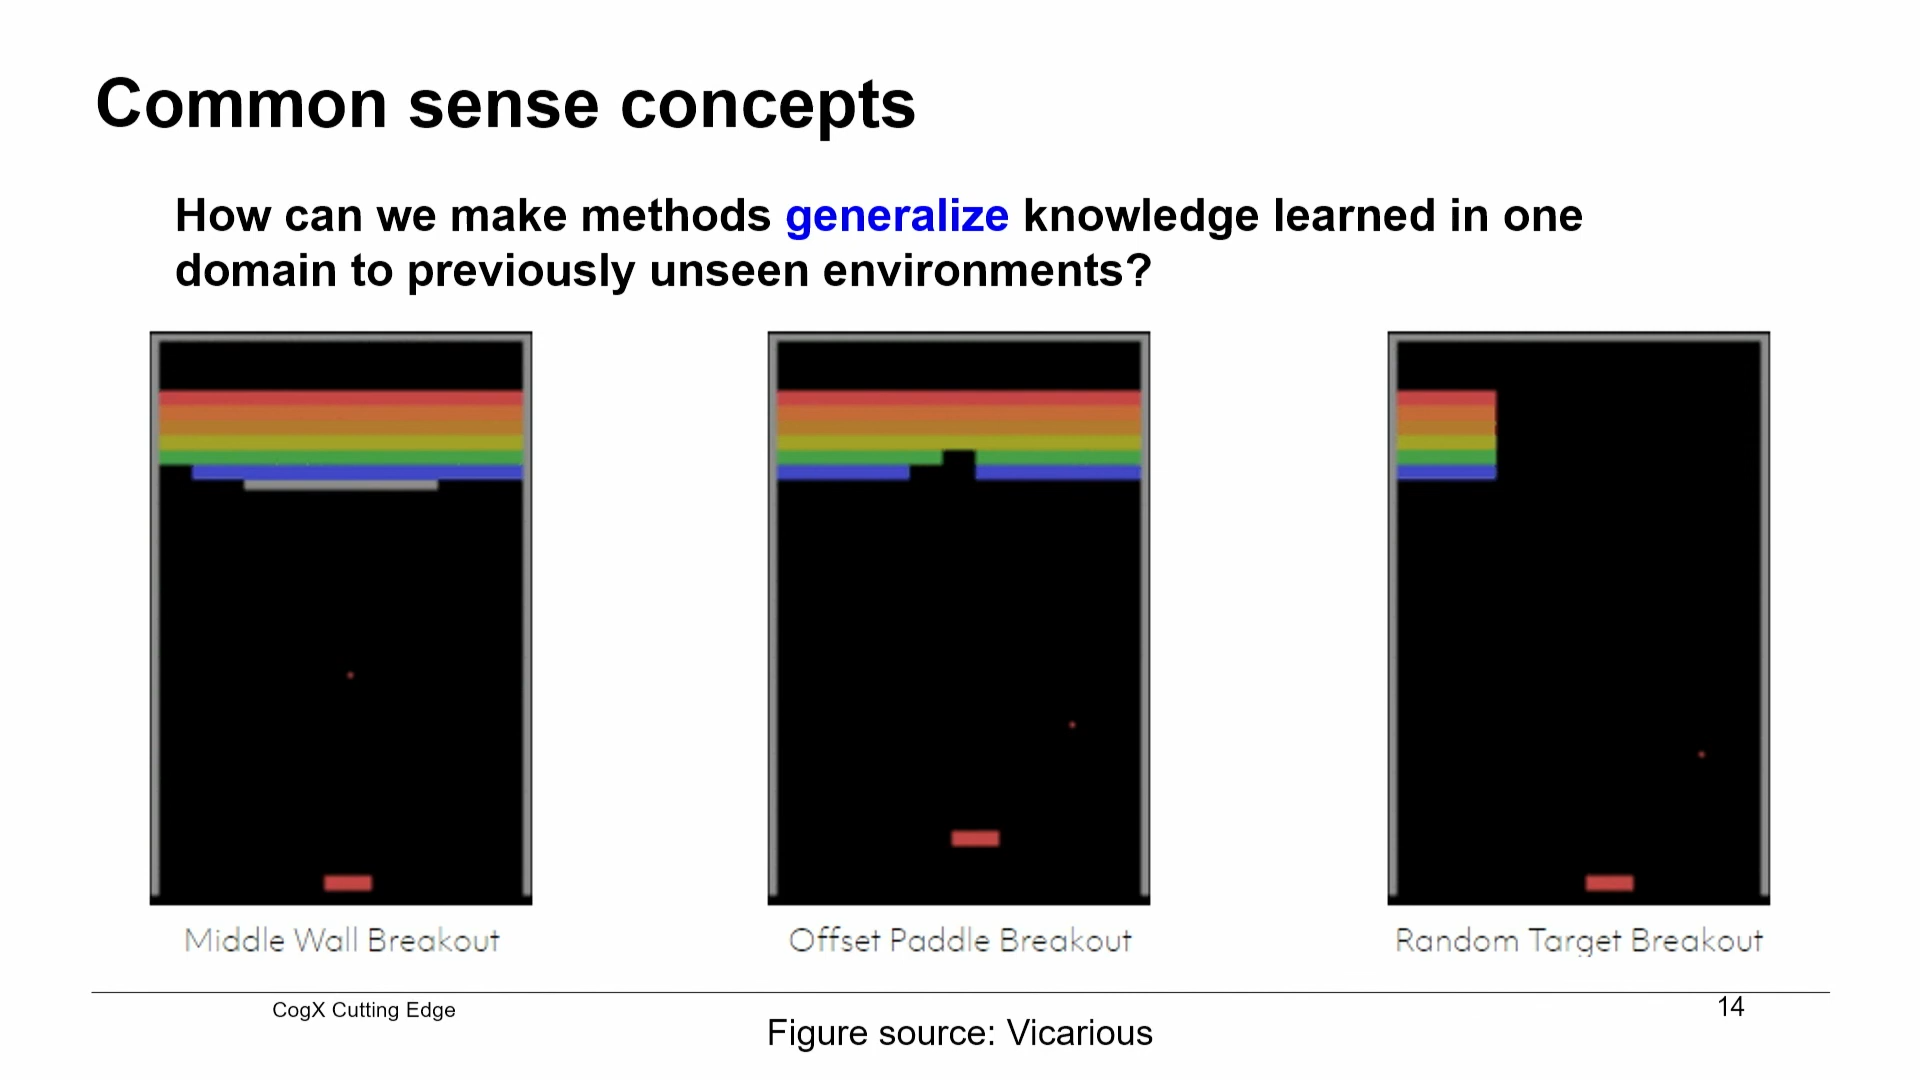 Common sense concepts
How can we make methods generalize knowledge learned in one
domain to previously unseen environments?
Middle Wall Breakout
Offset Paddle Breakout
Random Target Breakout
CogX Cutting Edge
14
Figure source: Vicarious